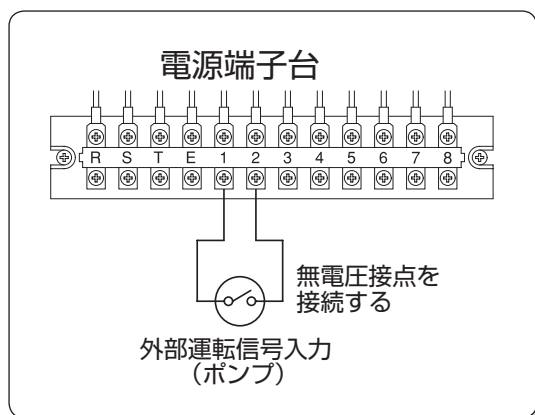 電源端子台
R S T E 1 2 3 4 5 6 7 8
無電圧接点を
接続する
外部運転信号入力
（ポンプ）